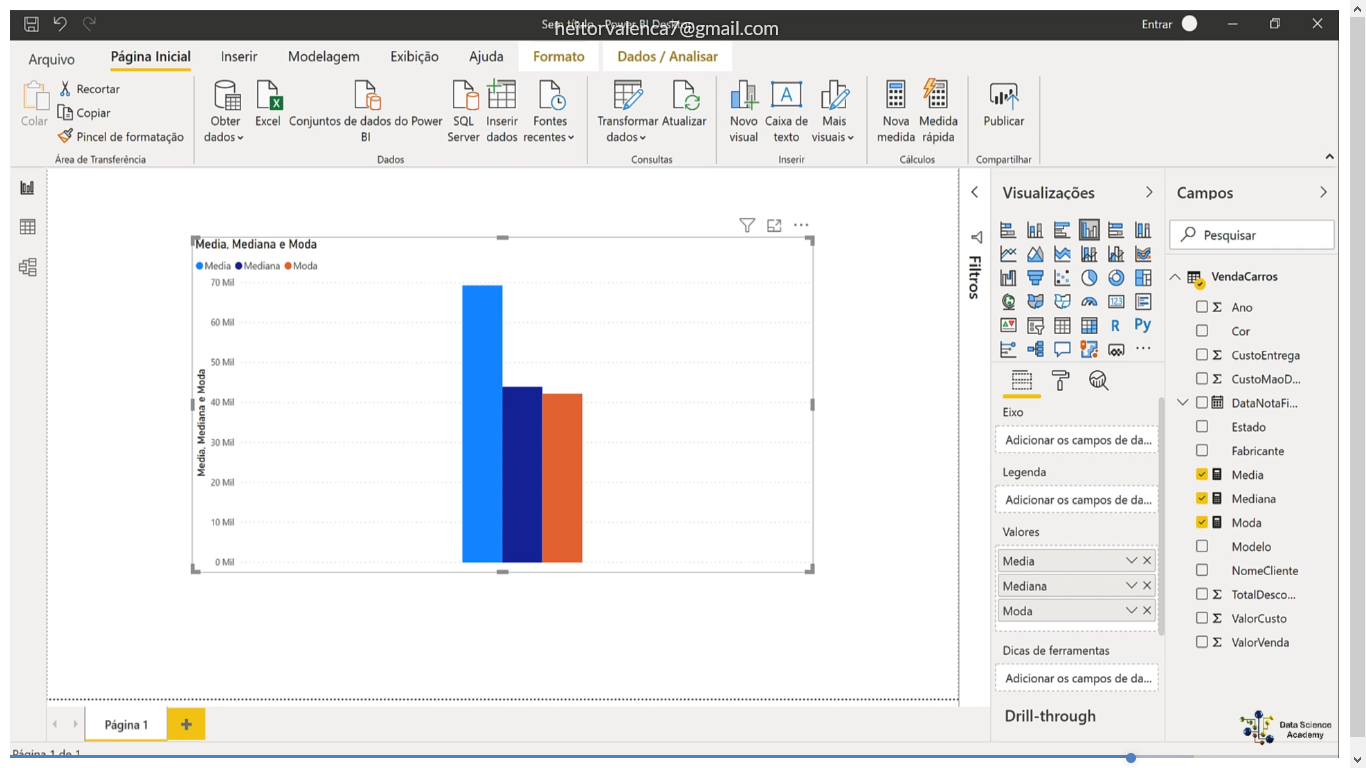 heitorvalenca7@gmail.com
Entrar
Arquivo
Página Inicial
Inserir
Modelagem
Exibição
Ajuda
Formato
Dados / Analisar
Colar
Recortar
Copiar
Pincel de formatação
Área de Transferência
Obter
dados
Excel
Conjuntos de dados do Power
BI
SQL
Server
Inserir
dados
Fontes
recentes
Dados
Transformar
dados
Atualizar
Consultas
Novo
visual
Caixa de
texto
Mais
visuais
Inserir
Nova
medida
Medida
rápida
Cálculos
Publicar
Compartilhar
Media, Mediana e Moda
Media Mediana Moda
Media, Mediana e Moda
70 Mil
60 Mil
50 Mil
40 Mil
30 Mil
20 Mil
10 Mil
0 Mil
Filtros
Visualizações
123
R
Py
...
Eixo
Adicionar os campos de da...
Legenda
Adicionar os campos de da...
Valores
Media
Mediana
Moda
Dicas de ferramentas
Adicionar os campos de da...
Drill-through
Campos
Pesquisar
VendaCarros
Σ Ano
Cor
Σ CustoEntrega
Σ CustoMaoD...
DataNotaFi...
Estado
Fabricante
Media
Mediana
Moda
Modelo
NomeCliente
Σ TotalDesco...
Σ ValorCusto
Σ ValorVenda
Página 1
+
Página 1 de 1
Data Science
Academy